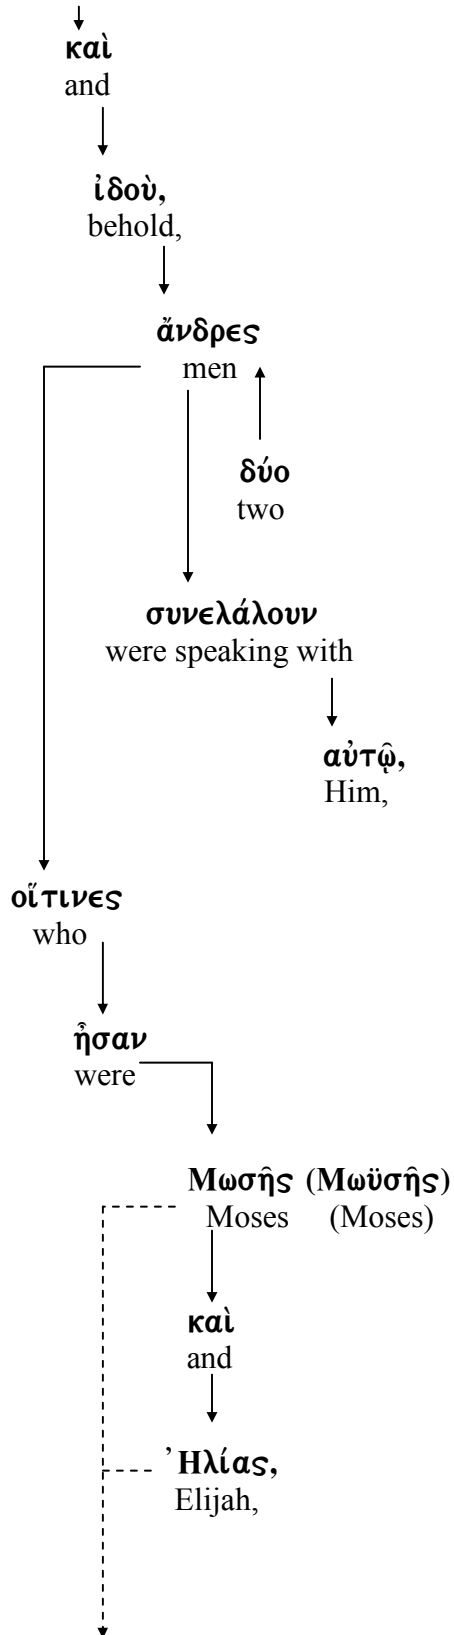 καὶ
and
ἰδοὺ,
behold,
ἄνδρες
men
δύο
two
συνελάλουν
were speaking with
αὐτῷ,
Him,
οἵτινες
who
ἦσαν
were
Μωσῆς (Μωϋσῆς)
Moses (Moses)
καὶ
and
Ἠλίας,
Elijah,